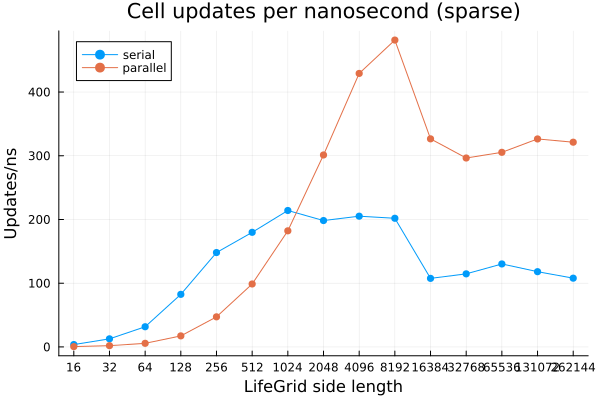 Cell updates per nanosecond (sparse)
serial
parallel
Updates/ns
400
300
200
100
0
16 32 64 128 256 512 1024 2048 4096 8192 16384 32768 65536 131072 262144
LifeGrid side length